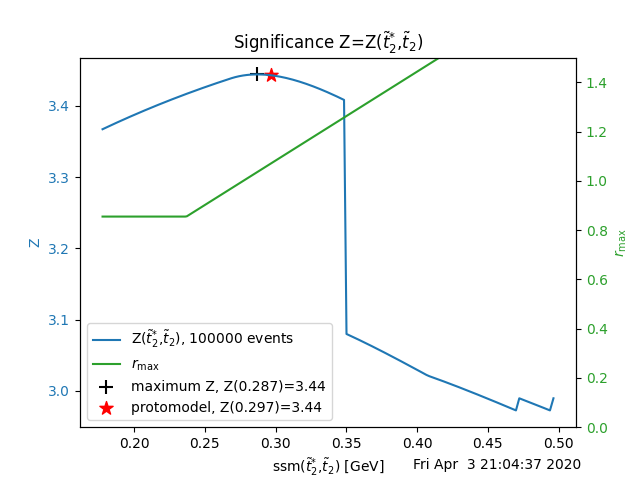 Significance Z=Z(t̃₂*,t̃₂)
3.4
3.3
3.2
3.1
3.0
Z
1.4
1.2
1.0
0.8
0.6
0.4
0.2
0.0
r_max
Z(t̃₂*,t̃₂), 100000 events
r_max
maximum Z, Z(0.287)=3.44
protomodel, Z(0.297)=3.44
0.20 0.25 0.30 0.35 0.40 0.45 0.50
ssm(t̃₂*,t̃₂) [GeV]
Fri Apr  3 21:04:37 2020